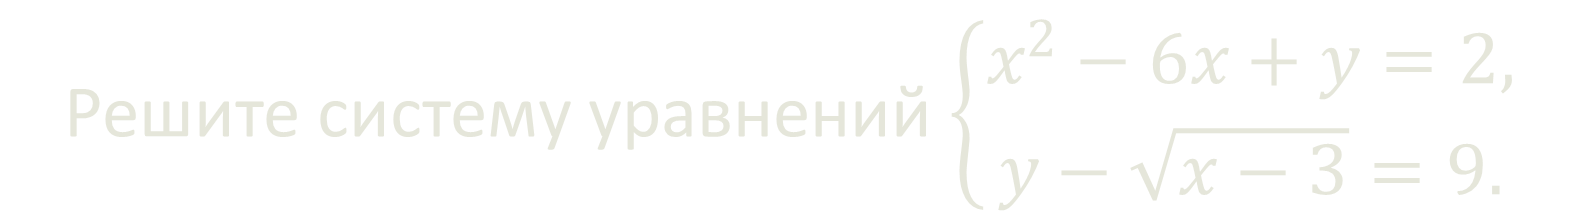 Решите систему уравнений { x² − 6x + y = 2,
y − √(x − 3) = 9.